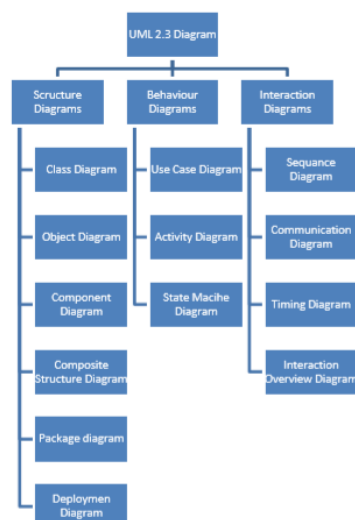 UML 2.3 Diagram
Scructure
Diagrams
Behaviour
Diagrams
Interaction
Diagrams
Class Diagram
Object Diagram
Component
Diagram
Composite
Structure Diagram
Package diagram
Deploymen
Diagram
Use Case Diagram
Activity Diagram
State Macihe
Diagram
Sequance
Diagram
Communication
Diagram
Timing Diagram
Interaction
Overview Diagram